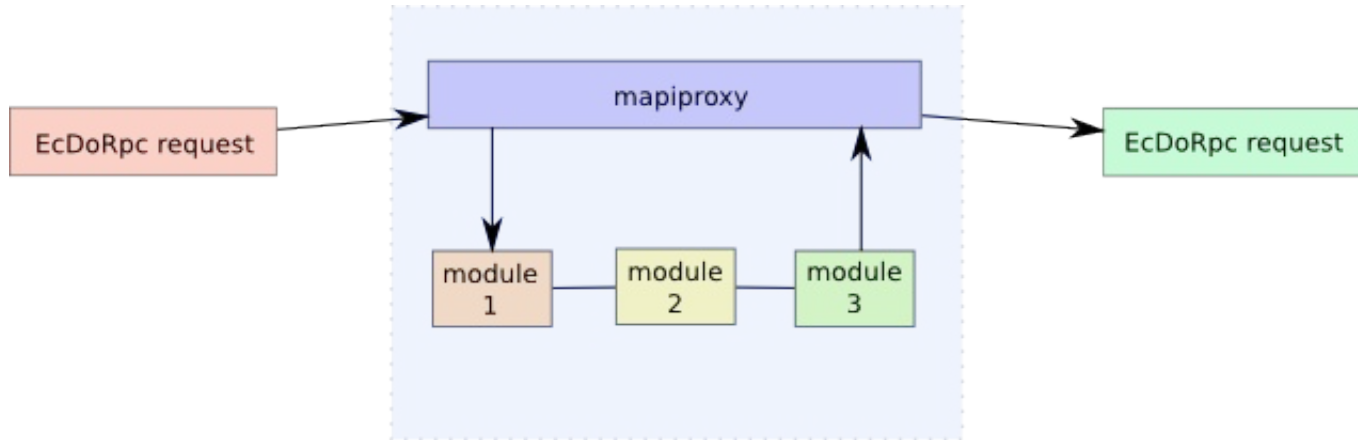 mapiproxy
EcDoRpc request
EcDoRpc request
module
1
module
2
module
3